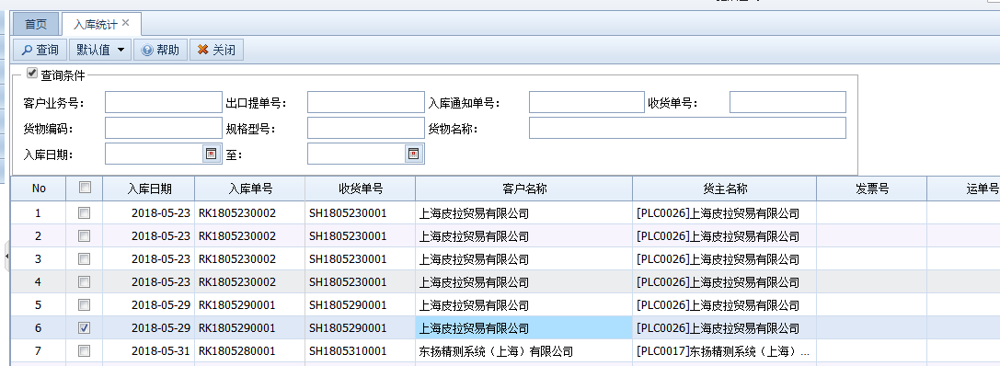 首页 入库统计
查询 默认值 帮助 关闭
查询条件
客户业务号: 出口提单号: 入库通知单号: 收货单号:
货物编码: 规格型号: 货物名称:
入库日期: 至:
No 入库日期 入库单号 收货单号 客户名称 货主名称 发票号 运单号
1 2018-05-23 RK1805230002 SH1805230001 上海皮拉贸易有限公司 [PLC0026]上海皮拉贸易有限公司
2 2018-05-23 RK1805230002 SH1805230001 上海皮拉贸易有限公司 [PLC0026]上海皮拉贸易有限公司
3 2018-05-23 RK1805230002 SH1805230001 上海皮拉贸易有限公司 [PLC0026]上海皮拉贸易有限公司
4 2018-05-23 RK1805230002 SH1805230001 上海皮拉贸易有限公司 [PLC0026]上海皮拉贸易有限公司
5 2018-05-29 RK1805290001 SH1805290001 上海皮拉贸易有限公司 [PLC0026]上海皮拉贸易有限公司
6 2018-05-29 RK1805290001 SH1805290001 上海皮拉贸易有限公司 [PLC0026]上海皮拉贸易有限公司
7 2018-05-31 RK1805280001 SH1805310001 东扬精测系统（上海）有限公司 [PLC0017]东扬精测系统（上海）...